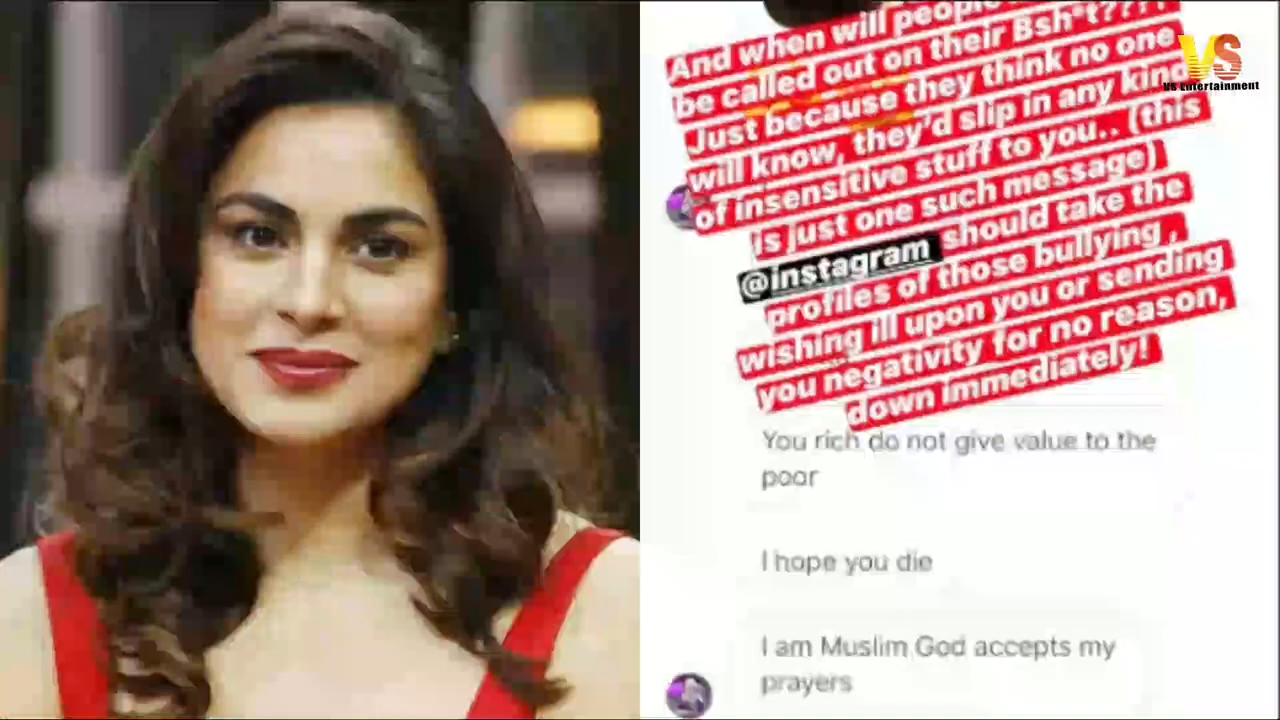 And when will people
be called out on their Bsh*t????
Just because they think no one
will know, they'd slip in any kind
of insensitive stuff to you.. (this
is just one such message)
@instagram should take the
profiles of those bullying ,
wishing ill upon you or sending
you negativity for no reason,
down immediately!
You rich do not give value to the
poor
I hope you die
I am Muslim God accepts my
prayers
VS
VS Entertainment